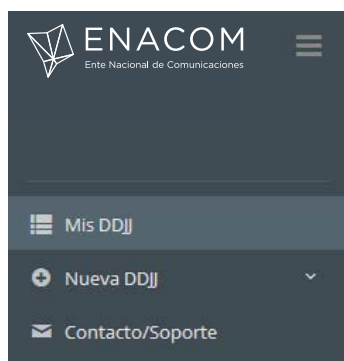 ENACOM
Ente Nacional de Comunicaciones
Mis DDJJ
Nueva DDJJ
Contacto/Soporte